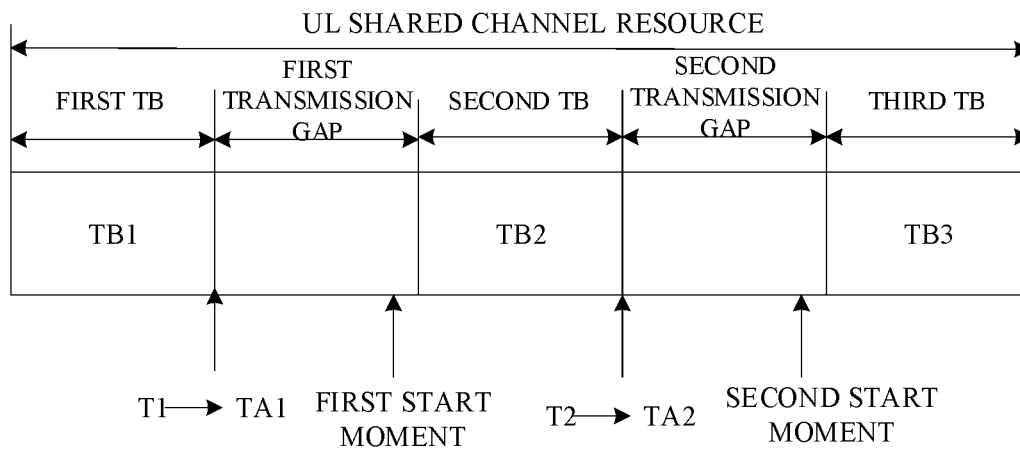 UL SHARED CHANNEL RESOURCE
FIRST TB
FIRST
TRANSMISSION
GAP
SECOND TB
SECOND
TRANSMISSION
GAP
THIRD TB
TB1
TB2
TB3
T1 → TA1
FIRST START
MOMENT
T2 → TA2
SECOND START
MOMENT